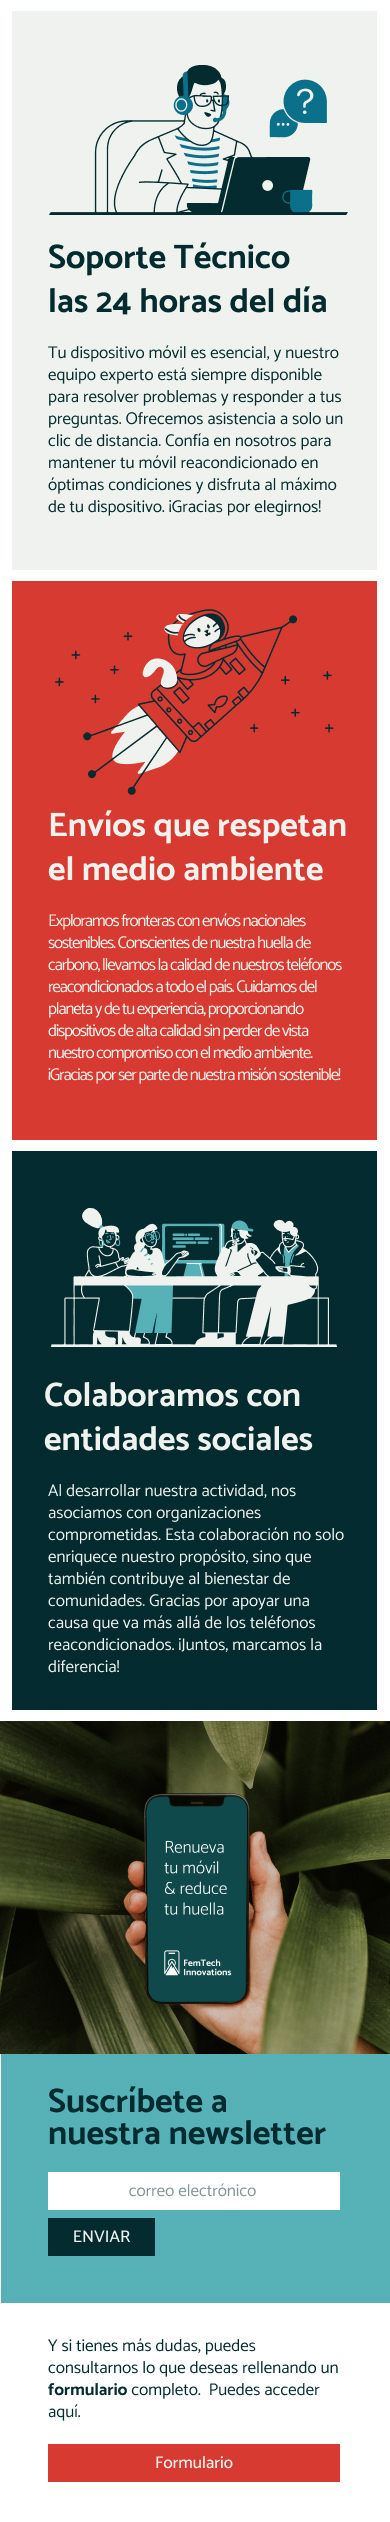 ?
Soporte Técnico
las 24 horas del día
Tu dispositivo móvil es esencial, y nuestro
equipo experto está siempre disponible
para resolver problemas y responder a tus
preguntas. Ofrecemos asistencia a solo un
clic de distancia. Confía en nosotros para
mantener tu móvil reacondicionado en
óptimas condiciones y disfruta al máximo
de tu dispositivo. ¡Gracias por elegirnos!
Envíos que respetan
el medio ambiente
Exploramos fronteras con envíos nacionales
sostenibles. Conscientes de nuestra huella de
carbono, llevamos la calidad de nuestros teléfonos
reacondicionados a todo el país. Cuidamos del
planeta y de tu experiencia, proporcionando
dispositivos de alta calidad sin perder de vista
nuestro compromiso con el medio ambiente.
¡Gracias por ser parte de nuestra misión sostenible!
Colaboramos con
entidades sociales
Al desarrollar nuestra actividad, nos
asociamos con organizaciones
comprometidas. Esta colaboración no solo
enriquece nuestro propósito, sino que
también contribuye al bienestar de
comunidades. Gracias por apoyar una
causa que va más allá de los teléfonos
reacondicionados. ¡Juntos, marcamos la
diferencia!
Renueva
tu móvil
& reduce
tu huella
FemTech
Innovations
Suscríbete a
nuestra newsletter
correo electrónico
ENVIAR
Y si tienes más dudas, puedes
consultarnos lo que deseas rellenando un
formulario completo. Puedes acceder
aquí.
Formulario